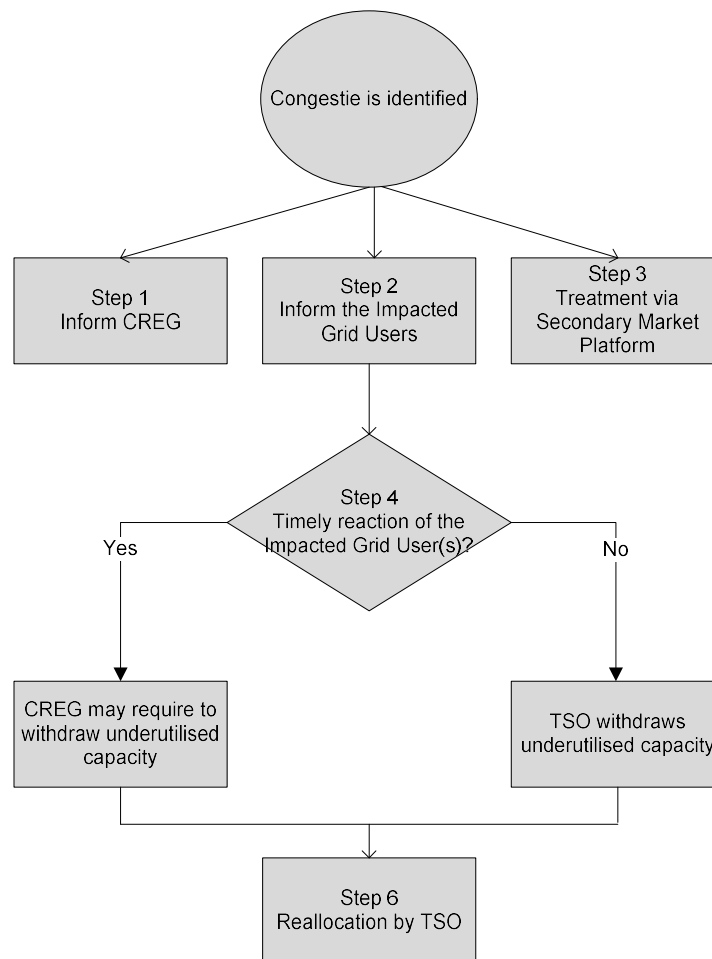 Congestie is identified
Step 1
Inform CREG
Step 2
Inform the Impacted
Grid Users
Step 3
Treatment via
Secondary Market
Platform
Step 4
Timely reaction of the
Impacted Grid User(s)?
Yes
No
CREG may require to
withdraw underutilised
capacity
TSO withdraws
underutilised capacity
Step 6
Reallocation by TSO